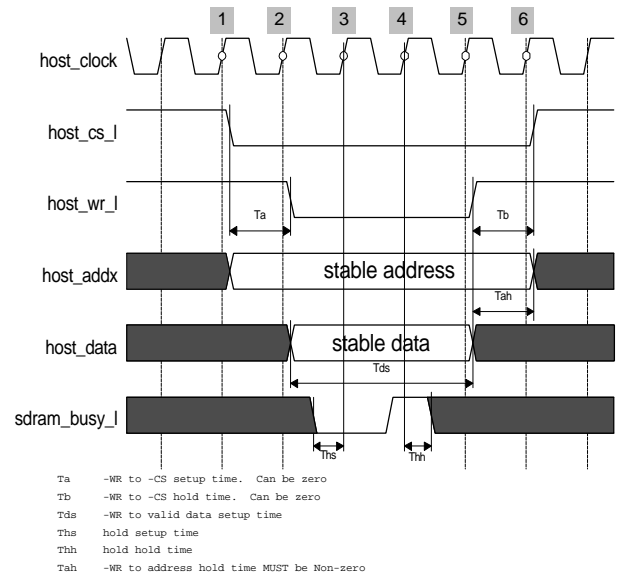 1 2 3 4 5 6
host_clock
host_cs_l
host_wr_l
Ta Tb
host_addx stable address
Tah
host_data stable data
Tds
sdram_busy_l
Ths Thh
Ta -WR to -CS setup time. Can be zero
Tb -WR to -CS hold time. Can be zero
Tds -WR to valid data setup time
Ths hold setup time
Thh hold hold time
Tah -WR to address hold time MUST be Non-zero